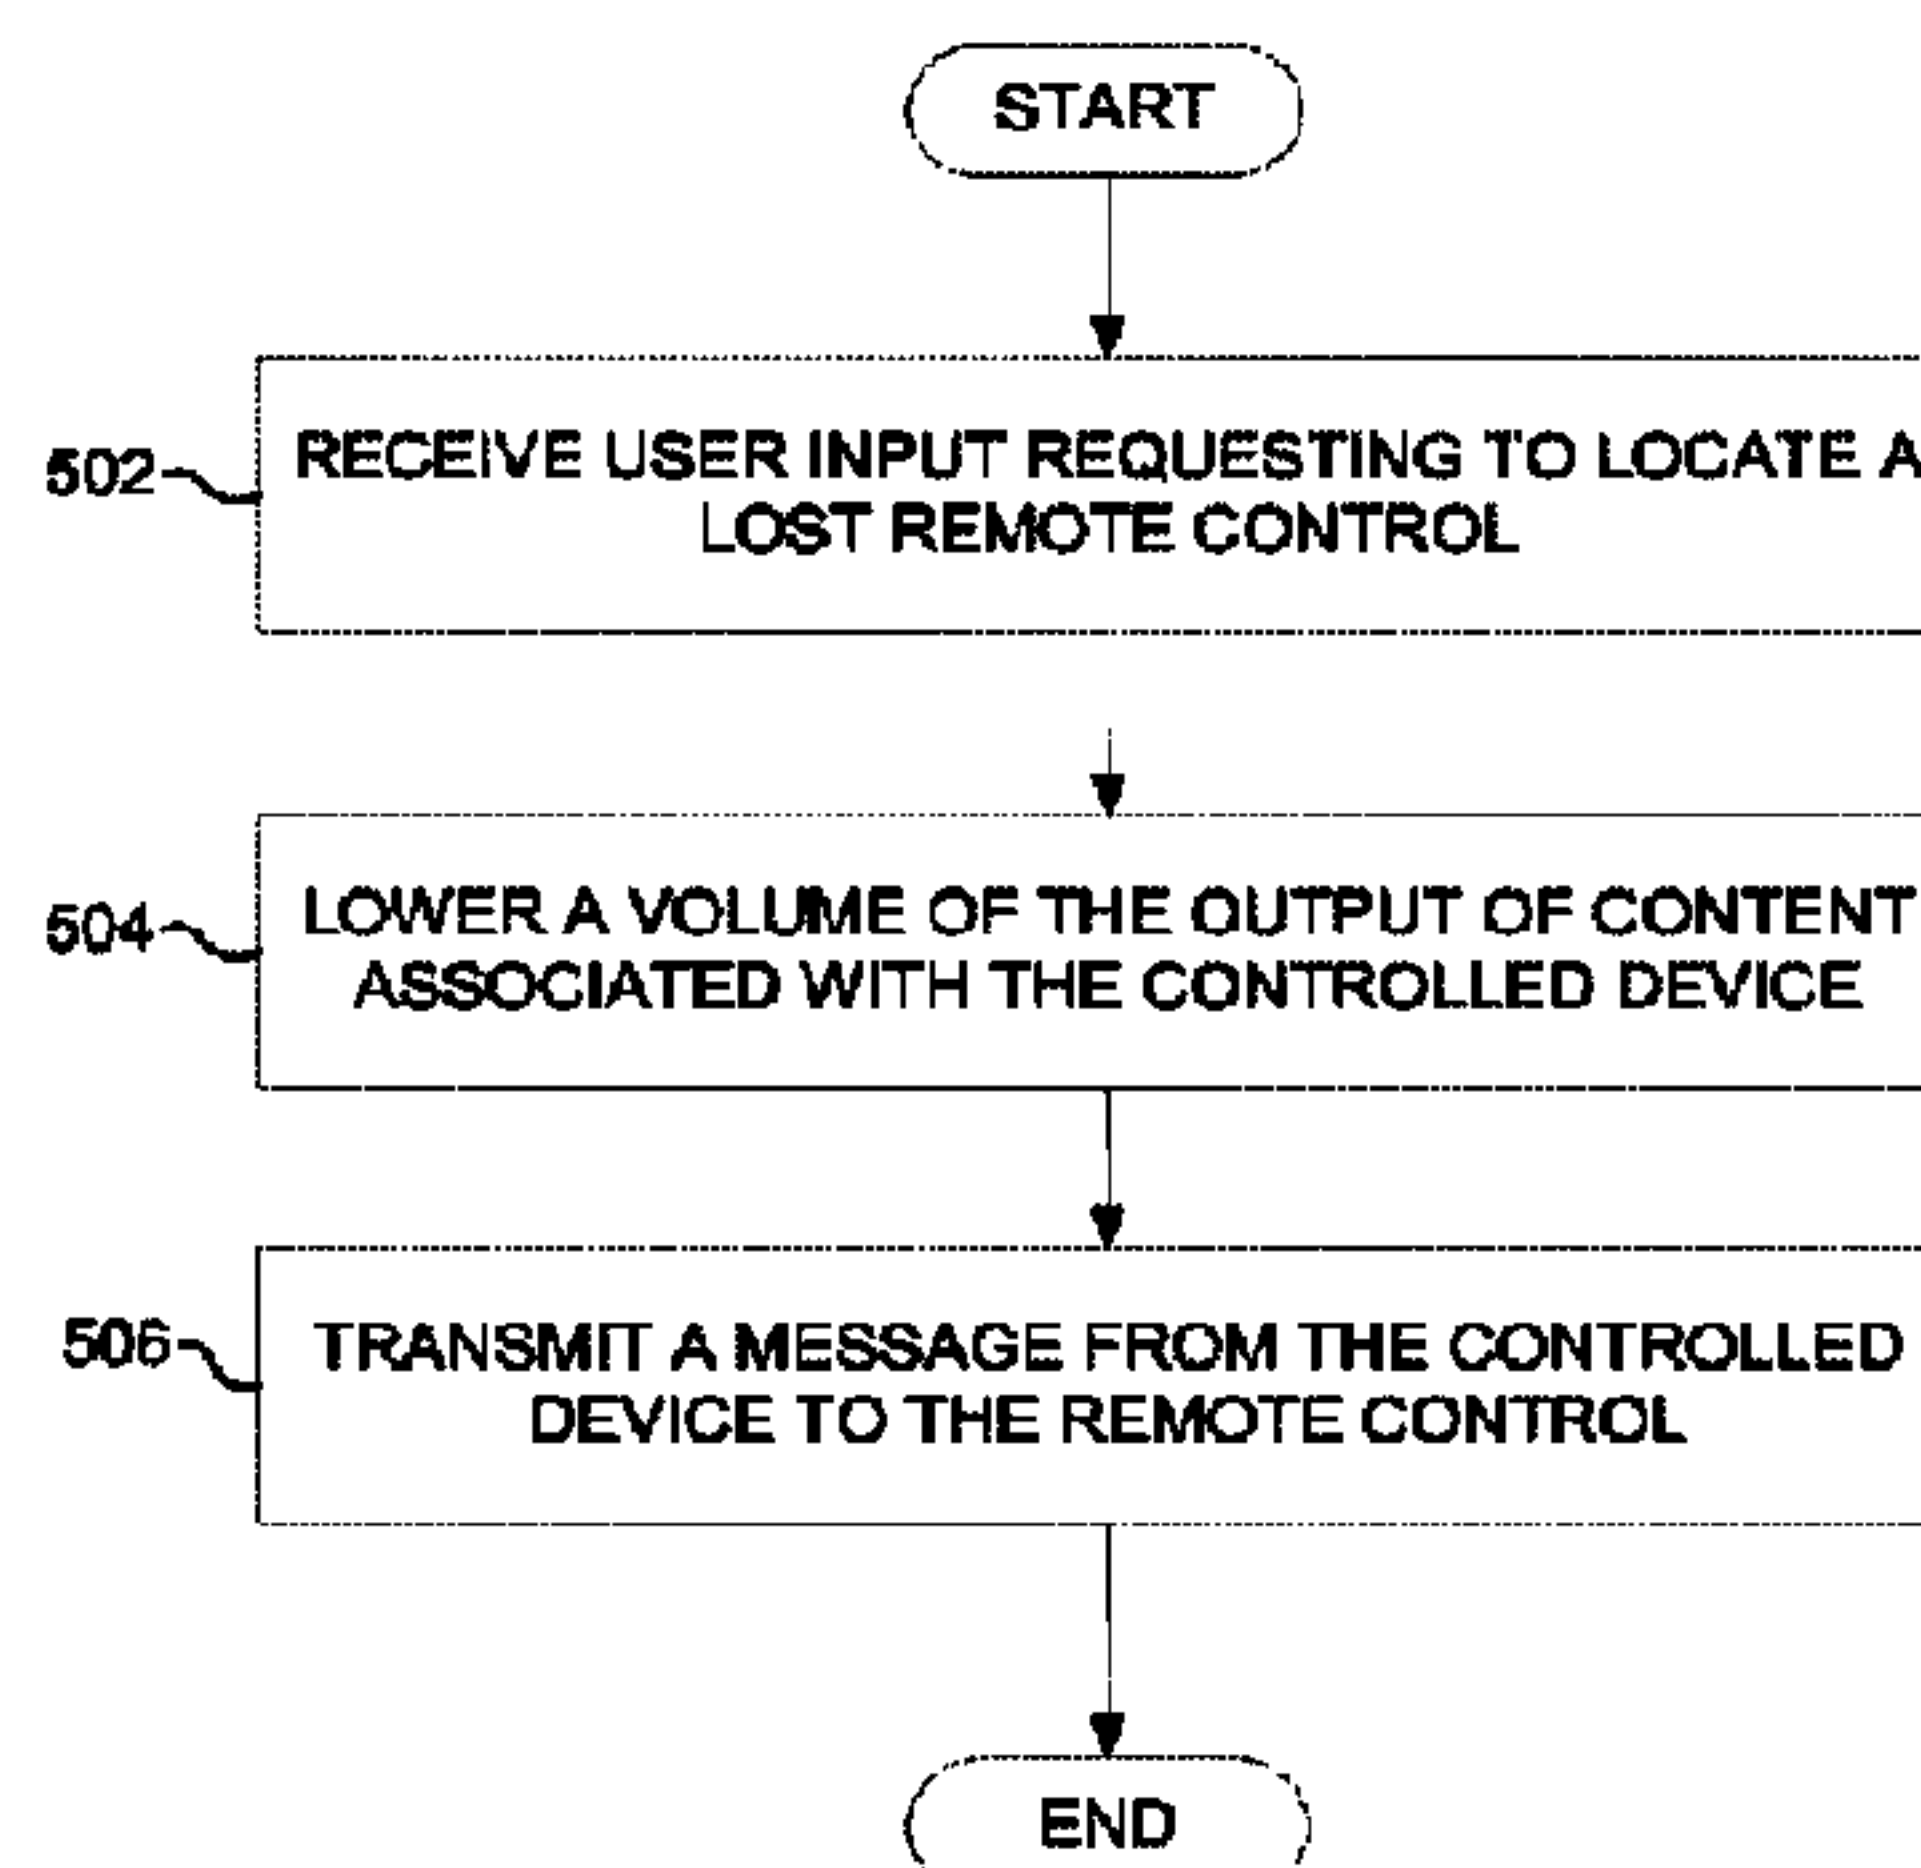 START
502
RECEIVE USER INPUT REQUESTING TO LOCATE A
LOST REMOTE CONTROL
504
LOWER A VOLUME OF THE OUTPUT OF CONTENT
ASSOCIATED WITH THE CONTROLLED DEVICE
506
TRANSMIT A MESSAGE FROM THE CONTROLLED
DEVICE TO THE REMOTE CONTROL
END